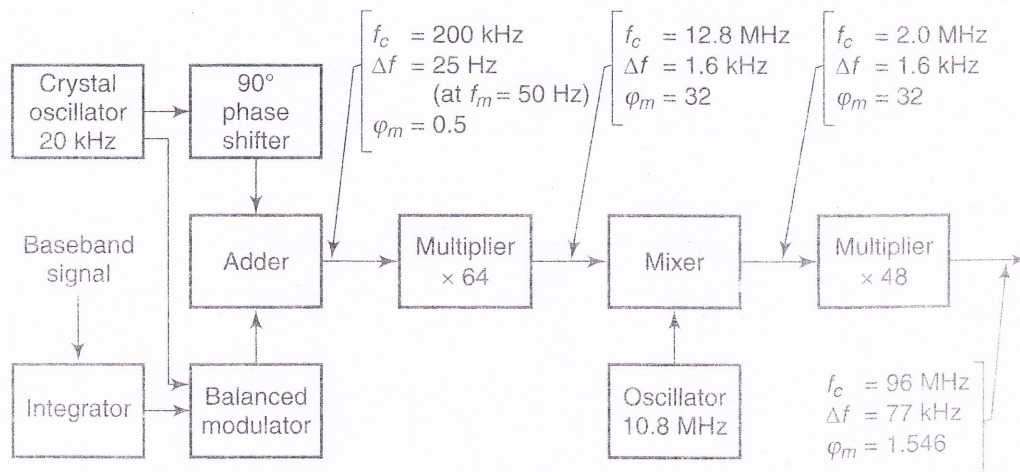 Crystal
oscillator
20 kHz
90°
phase
shifter
f_c = 200 kHz
Δf = 25 Hz
(at f_m = 50 Hz)
φ_m = 0.5
f_c = 12.8 MHz
Δf = 1.6 kHz
φ_m = 32
f_c = 2.0 MHz
Δf = 1.6 kHz
φ_m = 32
Baseband
signal
Adder
Multiplier
× 64
Mixer
Multiplier
× 48
Integrator
Balanced
modulator
Oscillator
10.8 MHz
f_c = 96 MHz
Δf = 77 kHz
φ_m = 1.546